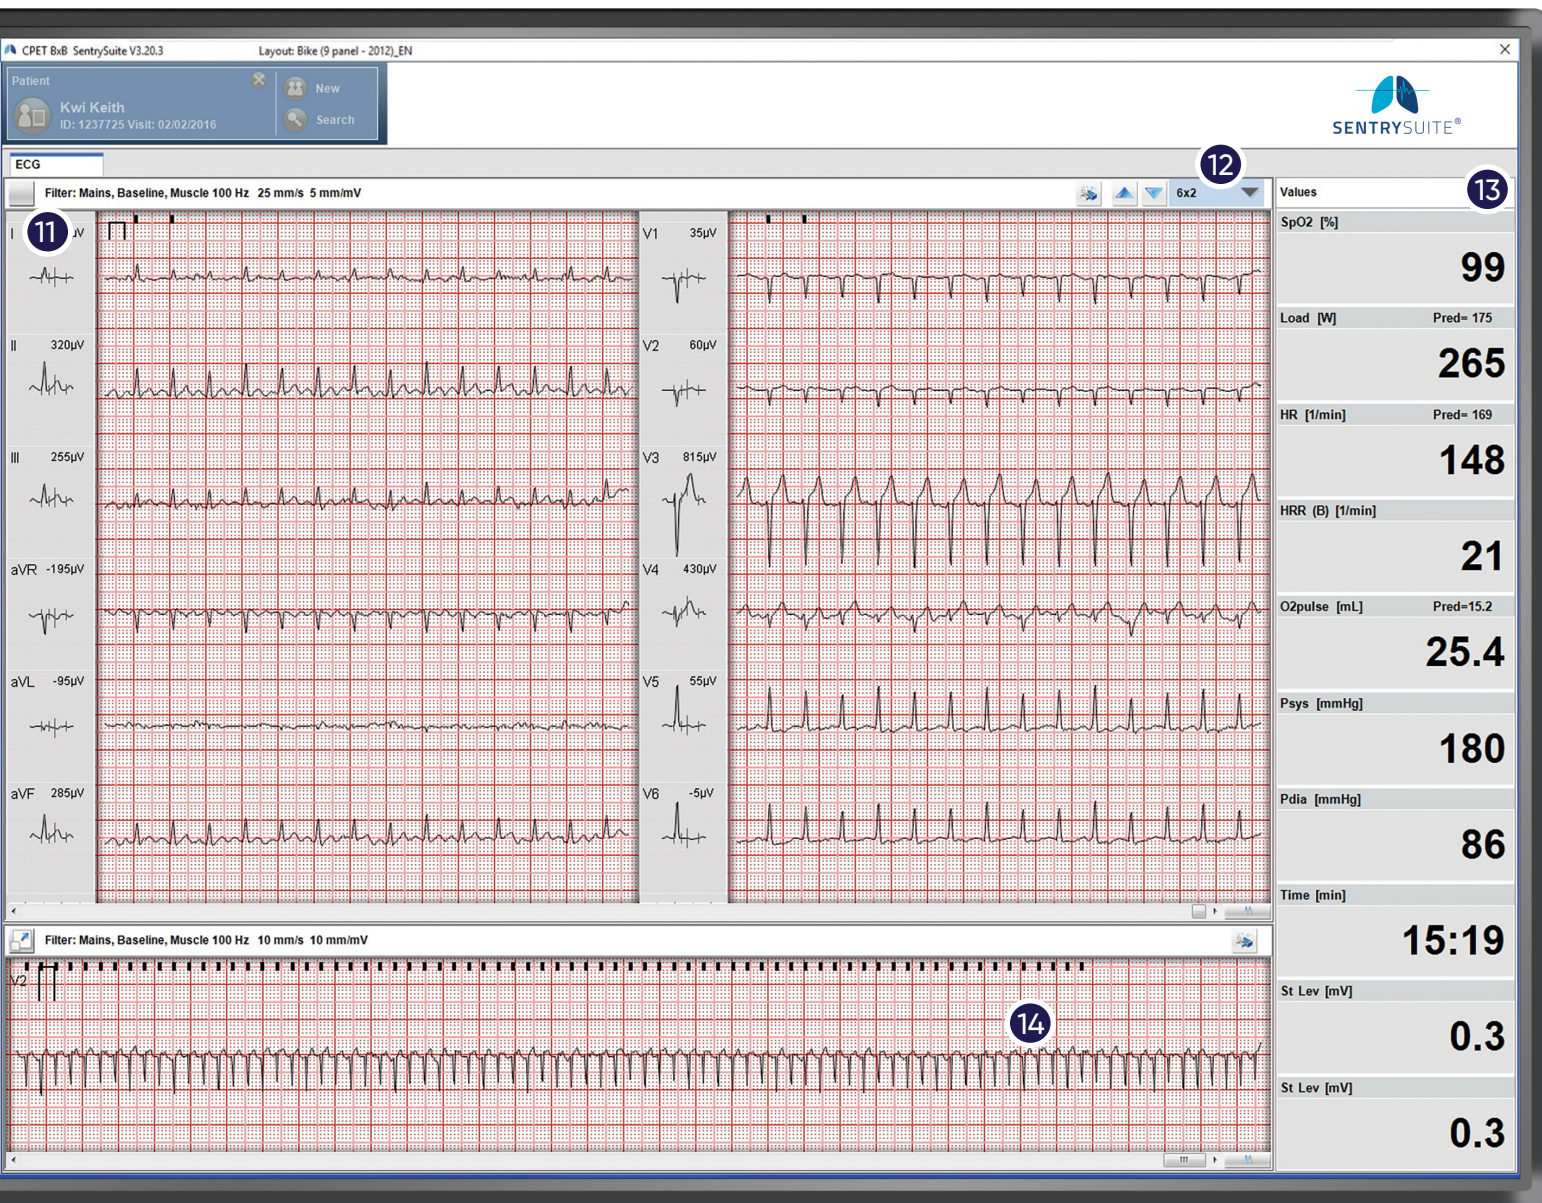 CPET BxB SentrySuite V3.20.3
Layout: Bike (9 panel - 2012)_EN
Patient
Kwi Keith
ID: 1237725 Visit: 02/02/2016
New
Search
SENTRYSUITE®
ECG
12
13
Filter: Mains, Baseline, Muscle 100 Hz 25 mm/s 5 mm/mV
6x2
Values
11
I
V1 35µV
II 320µV
V2 60µV
III 255µV
V3 815µV
aVR -195µV
V4 430µV
aVL -95µV
V5 55µV
aVF 285µV
V6 -5µV
SpO2 [%]
99
Load [W] Pred= 175
265
HR [1/min] Pred= 169
148
HRR (B) [1/min]
21
O2pulse [mL] Pred=15.2
25.4
Psys [mmHg]
180
Pdia [mmHg]
86
Time [min]
15:19
St Lev [mV]
0.3
St Lev [mV]
0.3
Filter: Mains, Baseline, Muscle 100 Hz 10 mm/s 10 mm/mV
V2
14